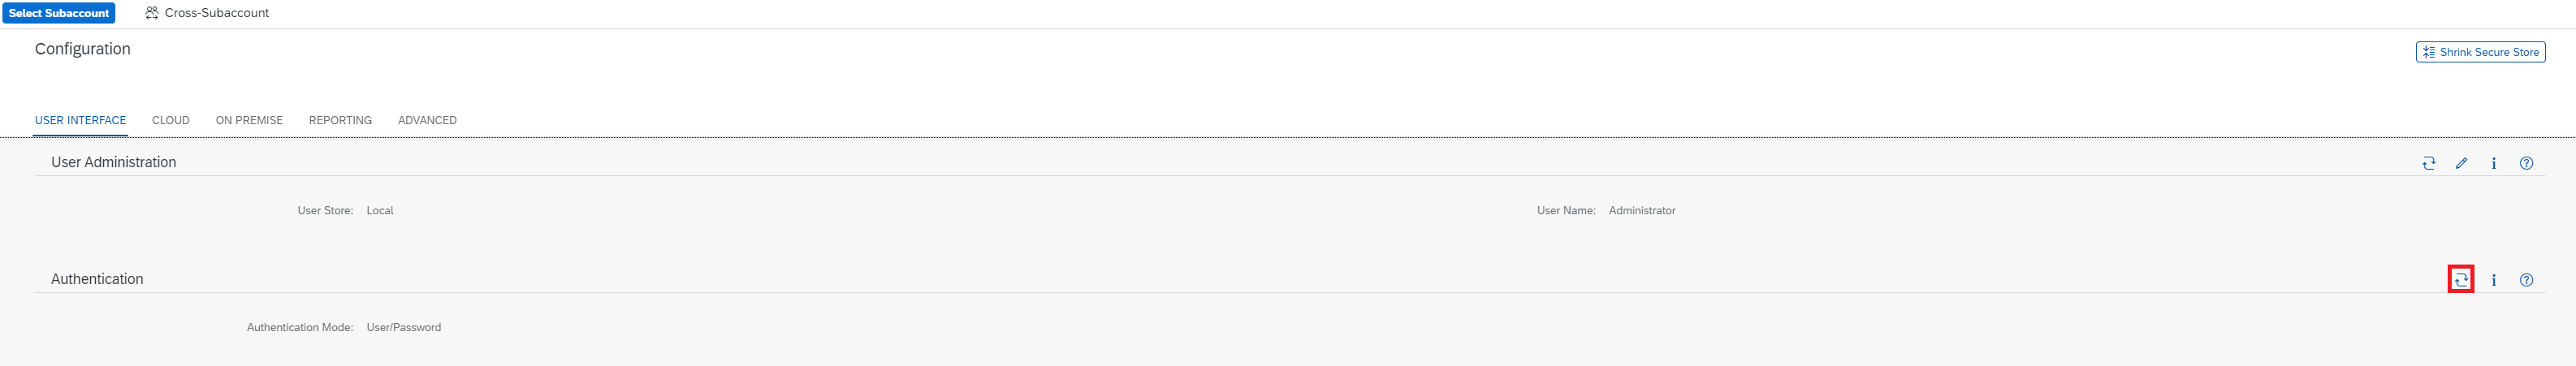 Select Subaccount Cross-Subaccount
Configuration
Shrink Secure Store
USER INTERFACE CLOUD ON PREMISE REPORTING ADVANCED
User Administration
User Store: Local User Name: Administrator
Authentication
Authentication Mode: User/Password